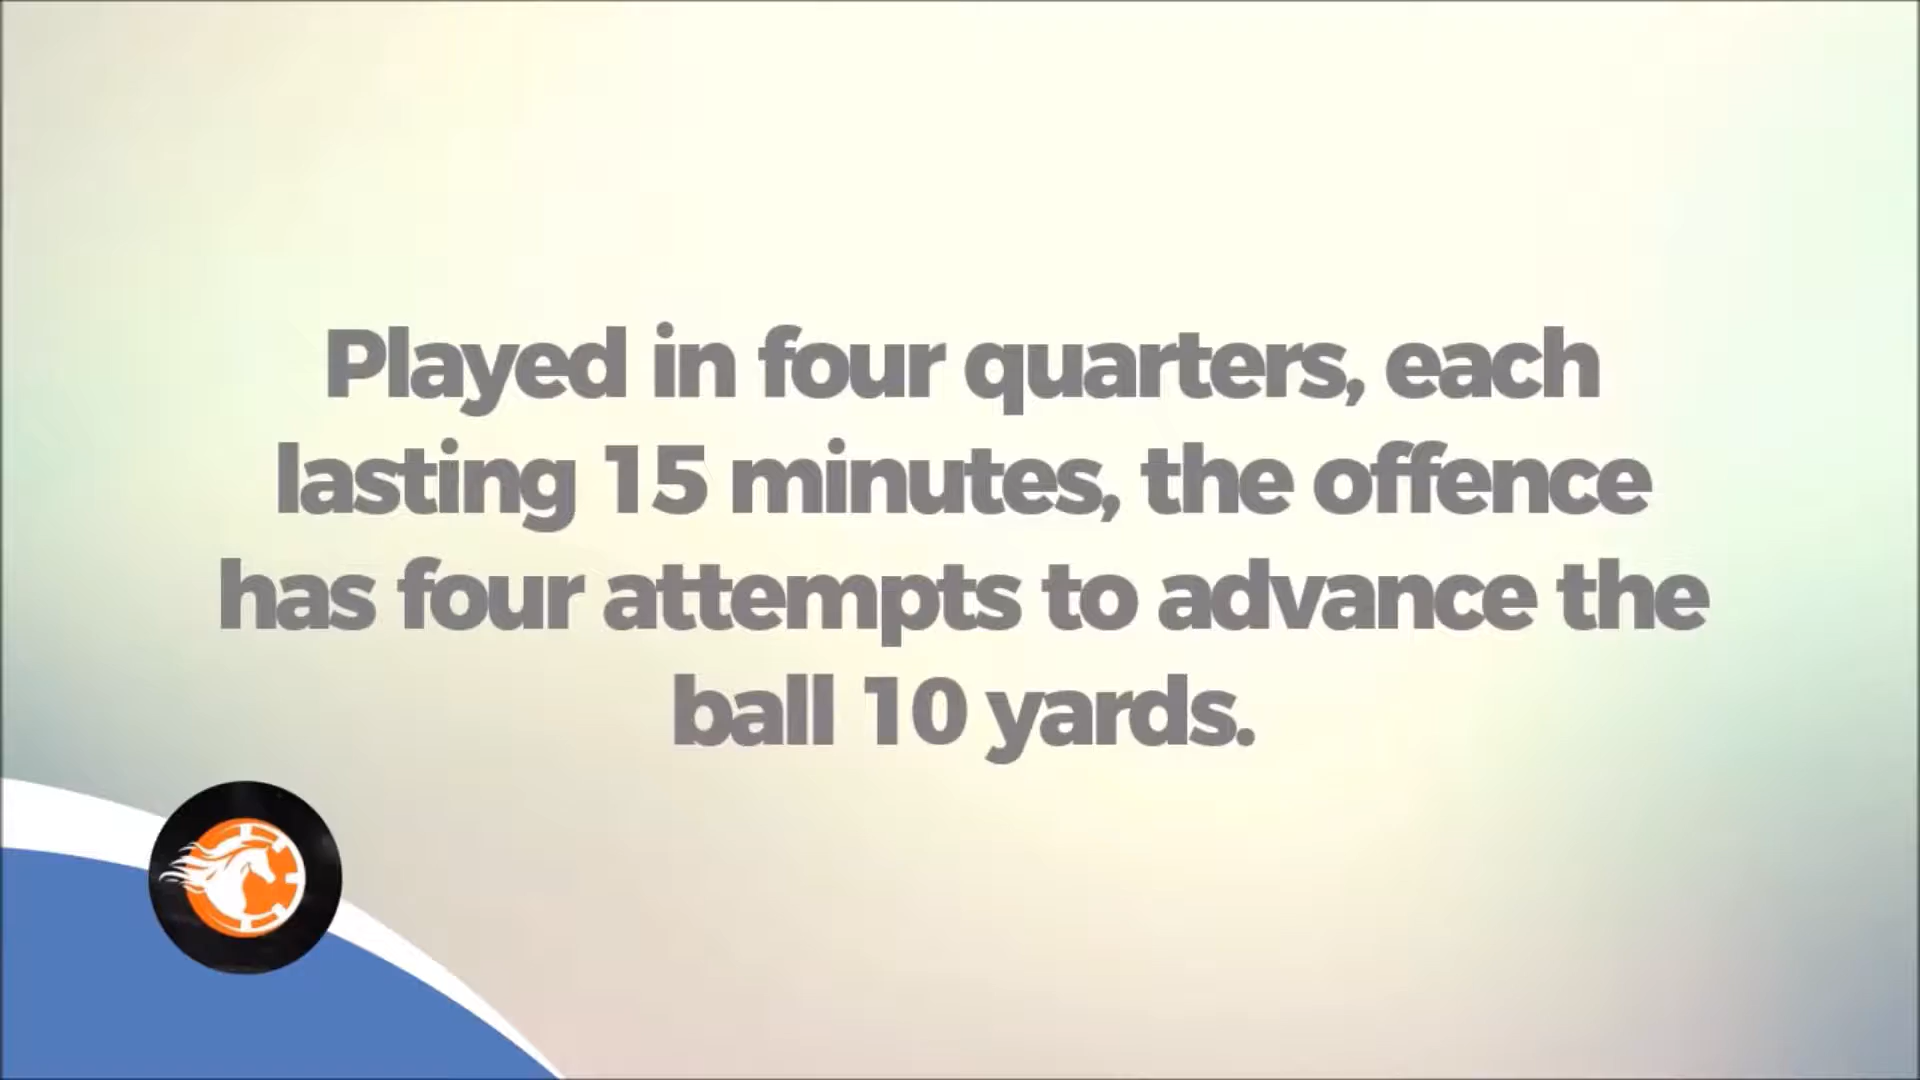 Played in four quarters, each
lasting 15 minutes, the offence
has four attempts to advance the
ball 10 yards.